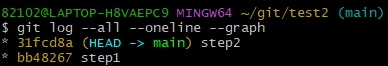 82102@LAPTOP-H8VAEPC9 MINGW64 ~/git/test2 (main)
$ git log --all --oneline --graph
* 31fcd8a (HEAD -> main) step2
* bb48267 step1